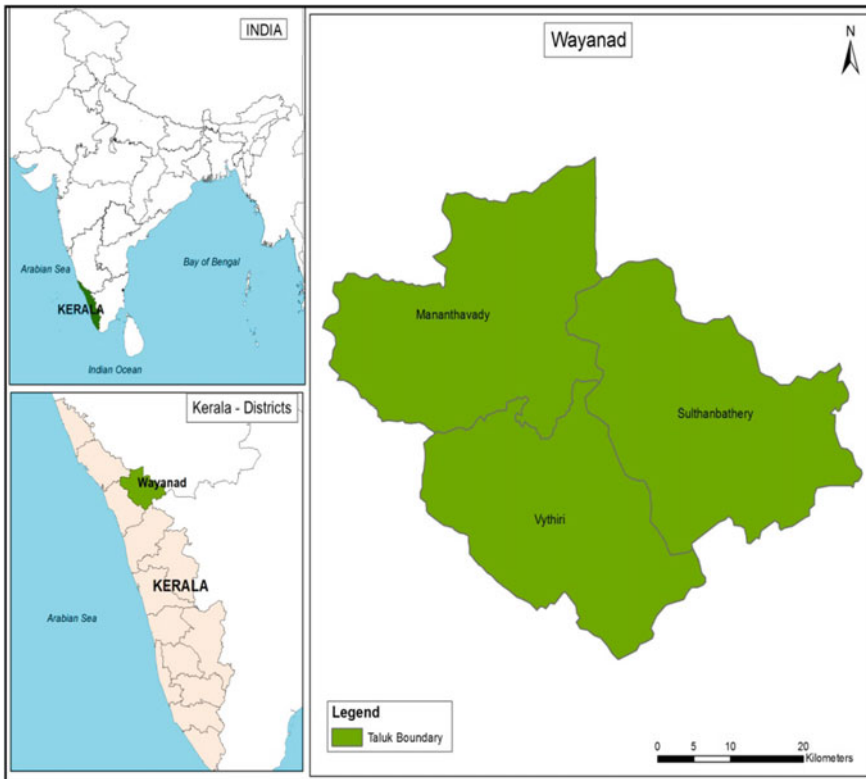 INDIA
Arabian Sea
Bay of Bengal
KERALA
Indian Ocean
Kerala - Districts
Wayanad
KERALA
Arabian Sea
Wayanad
N
Mananthavady
Sulthanbathery
Vythiri
Legend
Taluk Boundary
0 5 10 20
Kilometers